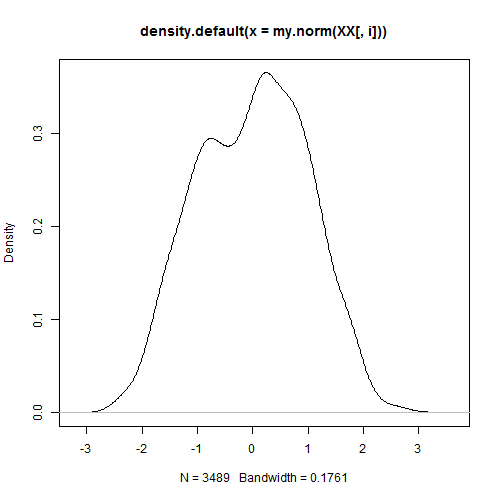 density.default(x = my.norm(XX[, i]))
Density
0.3
0.2
0.1
0.0
-3 -2 -1 0 1 2 3
N = 3489 Bandwidth = 0.1761